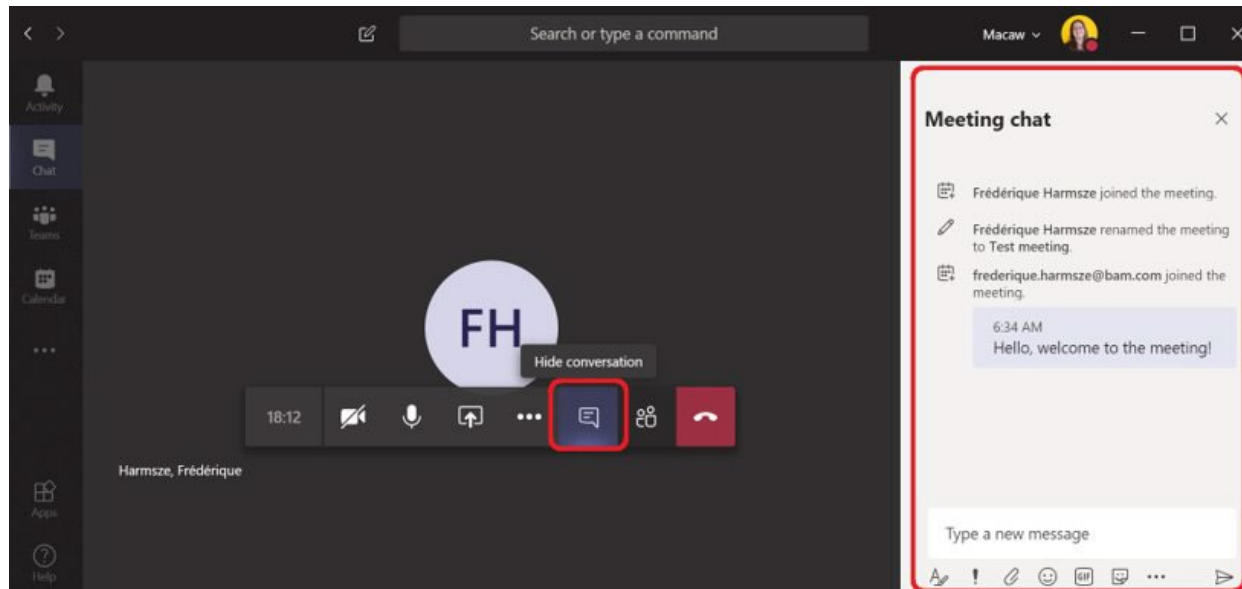 Search or type a command
Macaw
Activity
Chat
Teams
Calendar
Apps
Help
FH
Hide conversation
18:12
Harmsze, Frédérique
Meeting chat
Frédérique Harmsze joined the meeting.
Frédérique Harmsze renamed the meeting
to Test meeting.
frederique.harmsze@bam.com joined the
meeting.
6:34 AM
Hello, welcome to the meeting!
Type a new message
GIF